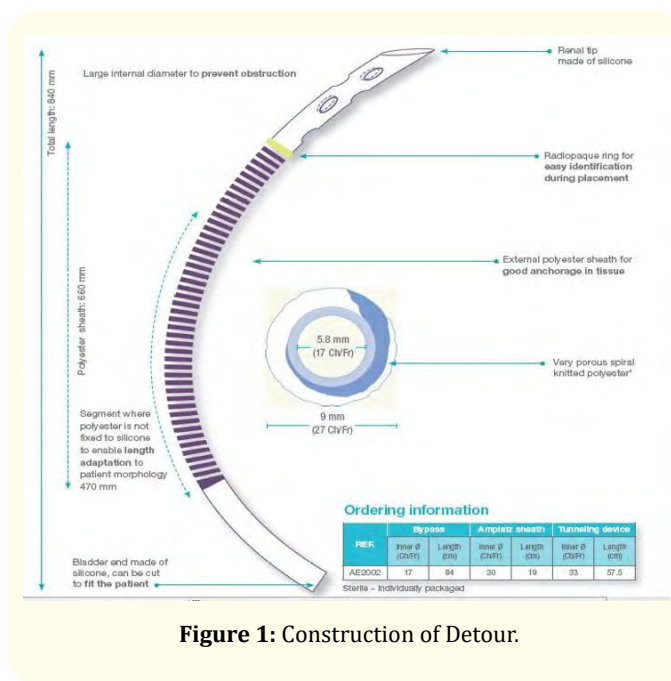 Total length: 840 mm
Large internal diameter to prevent obstruction
Renal tip
made of silicone
Radiopaque ring for
easy identification
during placement
Polyester sheath: 660 mm
External polyester sheath for
good anchorage in tissue
5.8 mm
(17 Ch/Fr)
Very porous spiral
knitted polyester*
9 mm
(27 Ch/Fr)
Segment where
polyester is not
fixed to silicone
to enable length
adaptation to
patient morphology
470 mm
Bladder end made of
silicone, can be cut
to fit the patient
Ordering information
REF. Bypass Amplatz sheath Tunneling device
Inner Ø (Ch/Fr) Length (cm) Inner Ø (Ch/Fr) Length (cm) Inner Ø (Ch/Fr) Length (cm)
AE2002 17 84 30 19 33 57.5
Sterile – Individually packaged
Figure 1: Construction of Detour.